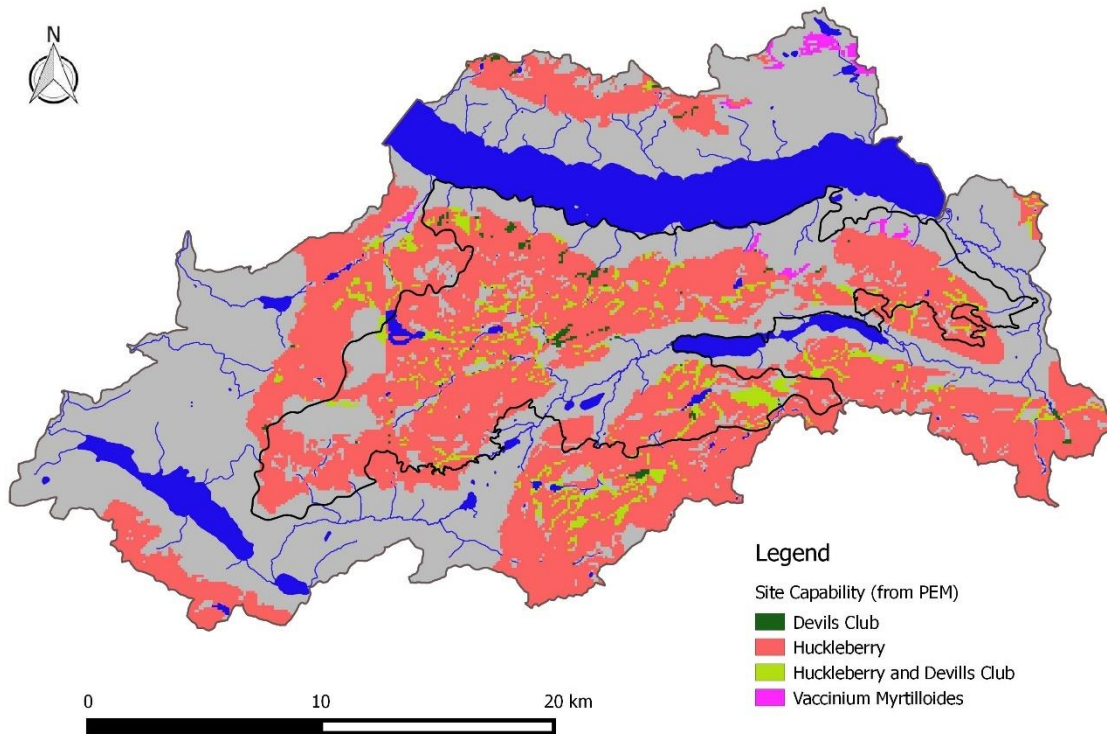 N
Legend
Site Capability (from PEM)
Devils Club
Huckleberry
Huckleberry and Devills Club
Vaccinium Myrtilloides
0 10 20 km